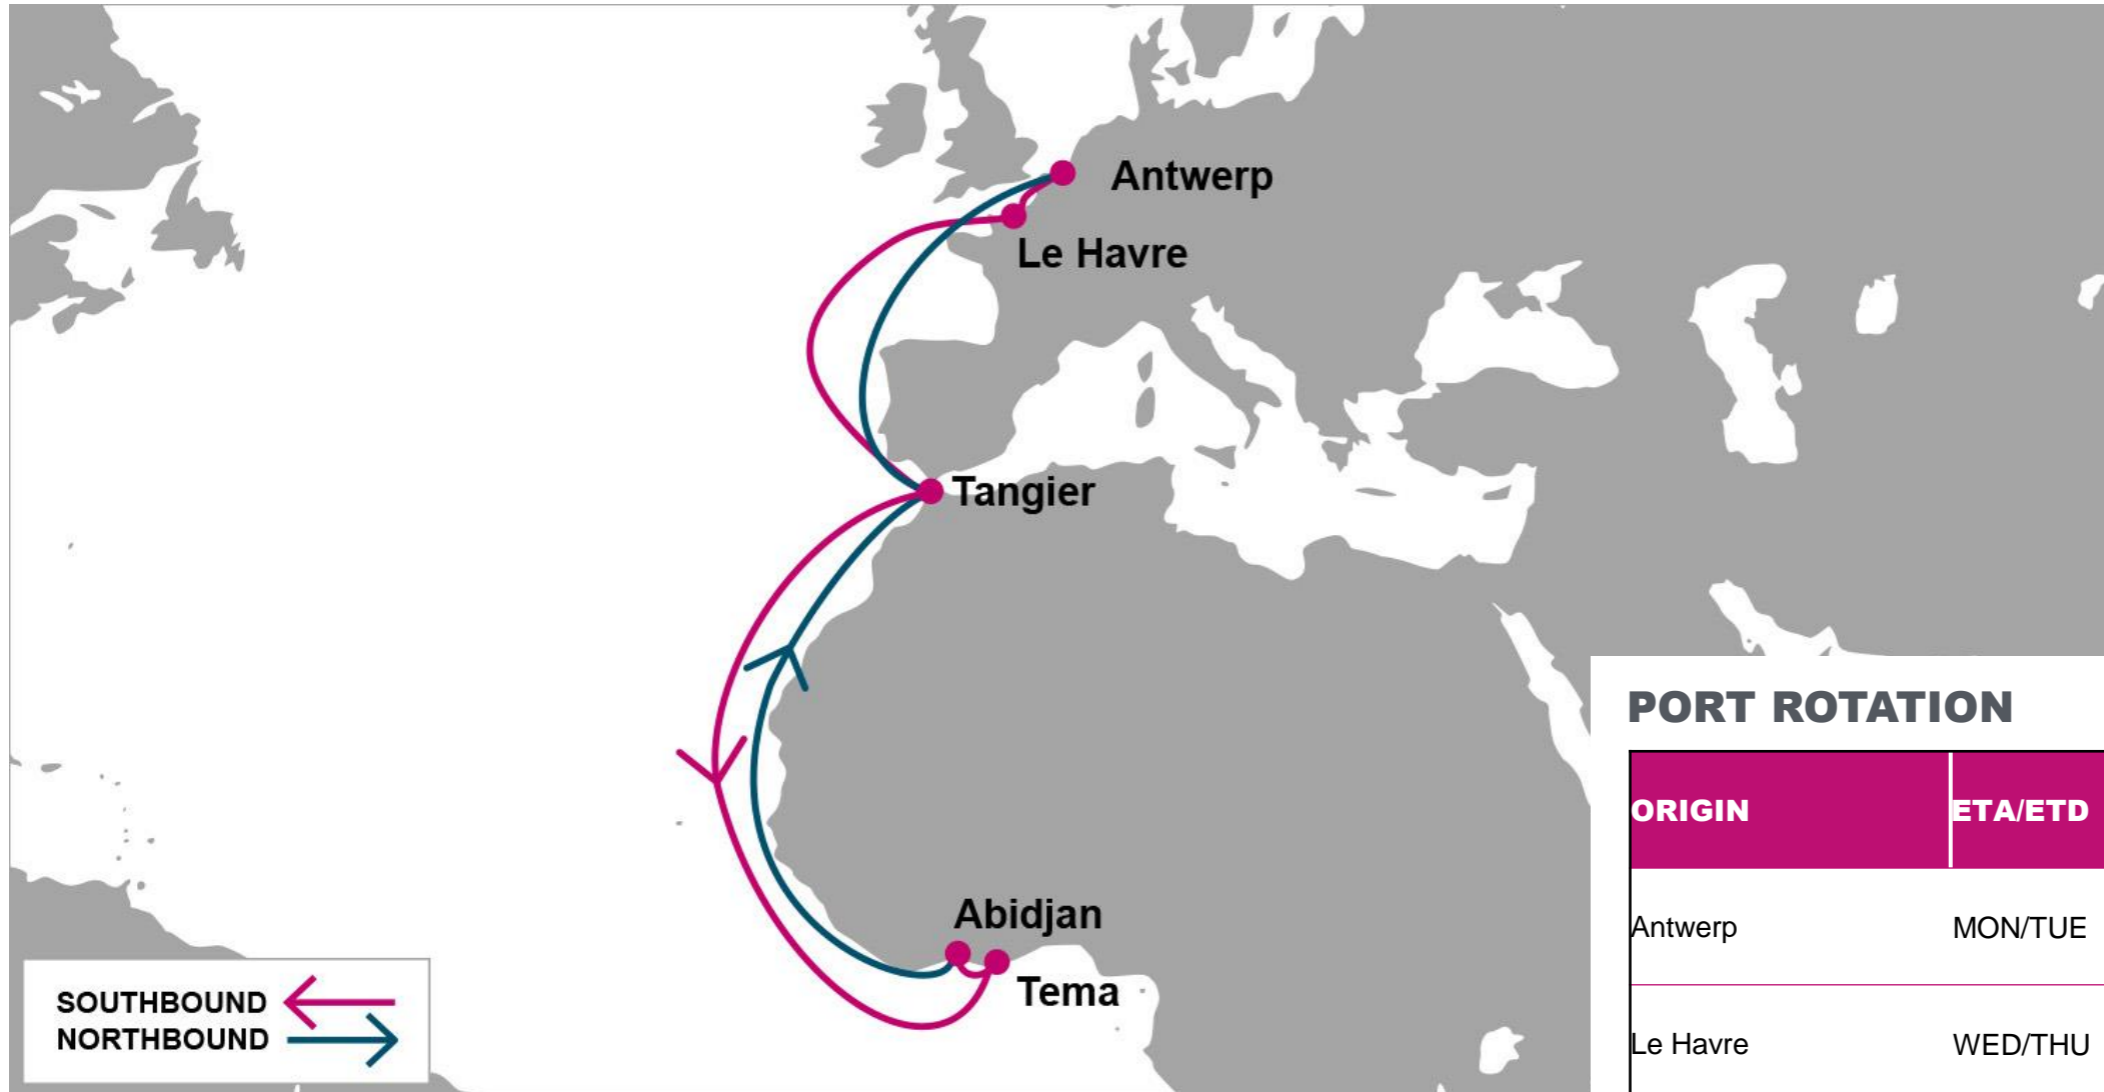 Antwerp
Le Havre
Tangier
Abidjan
Tema
SOUTHBOUND
NORTHBOUND
PORT ROTATION
ORIGIN ETA/ETD
Antwerp MON/TUE
Le Havre WED/THU